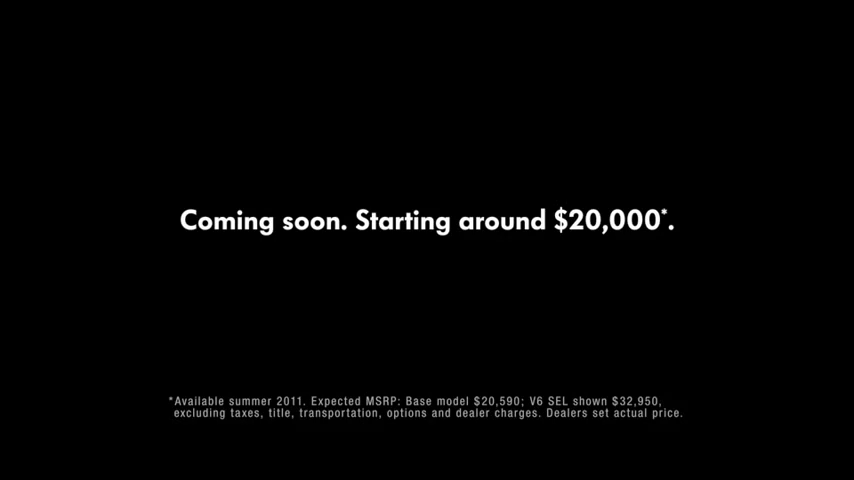 Coming soon. Starting around $20,000*.
*Available summer 2011. Expected MSRP: Base model $20,590; V6 SEL shown $32,950,
excluding taxes, title, transportation, options and dealer charges. Dealers set actual price.